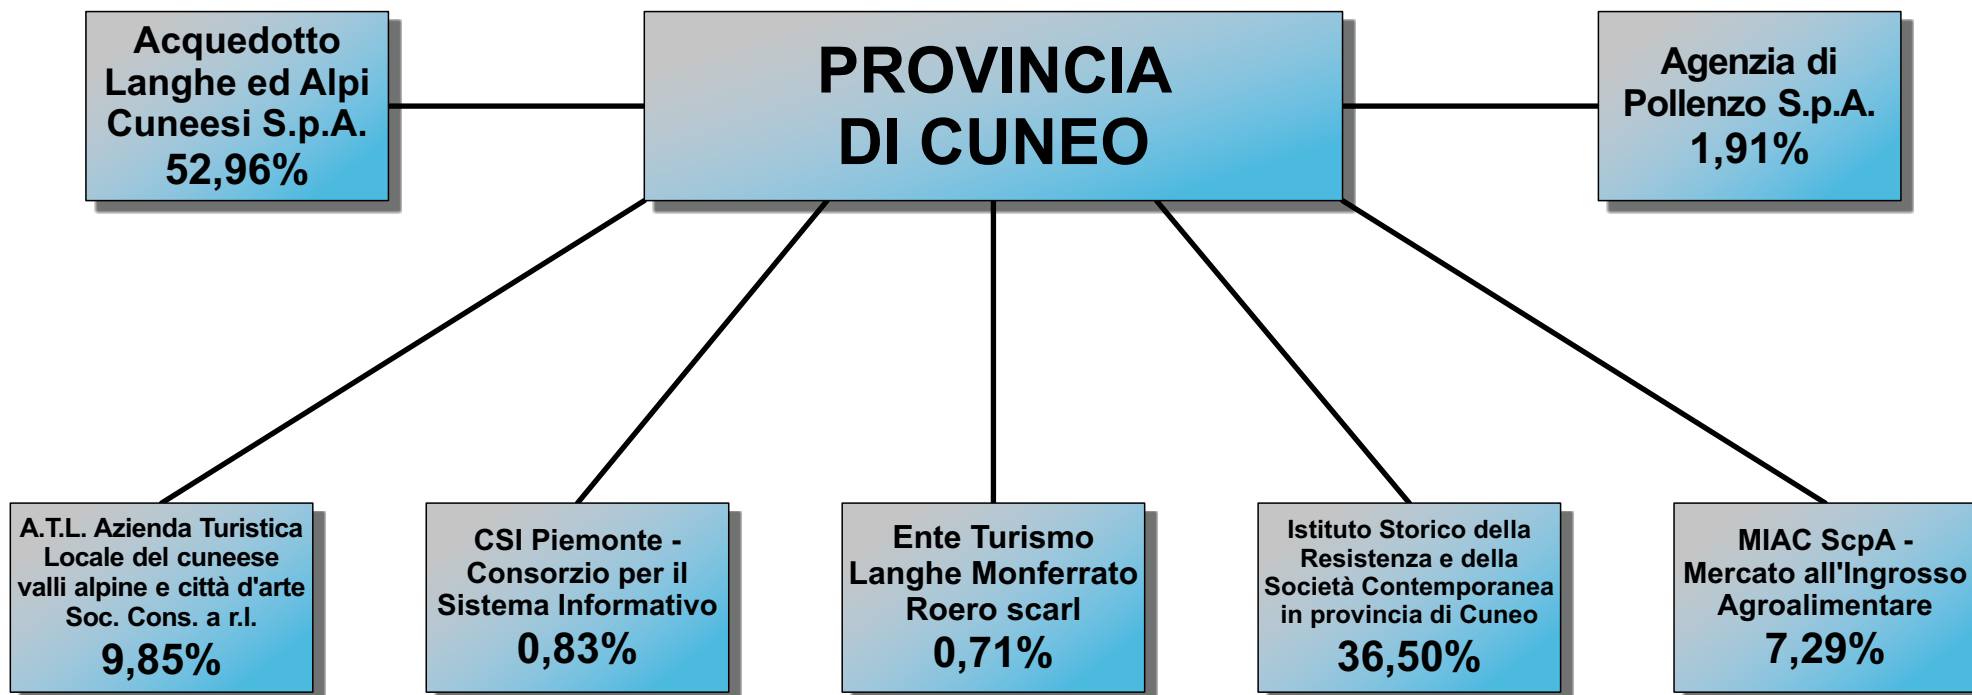 Acquedotto
Langhe ed Alpi
Cuneesi S.p.A.
52,96%
PROVINCIA
DI CUNEO
Agenzia di
Pollenzo S.p.A.
1,91%
A.T.L. Azienda Turistica
Locale del cuneese
valli alpine e città d'arte
Soc. Cons. a r.l.
9,85%
CSI Piemonte -
Consorzio per il
Sistema Informativo
0,83%
Ente Turismo
Langhe Monferrato
Roero scarl
0,71%
Istituto Storico della
Resistenza e della
Società Contemporanea
in provincia di Cuneo
36,50%
MIAC ScpA -
Mercato all'Ingrosso
Agroalimentare
7,29%